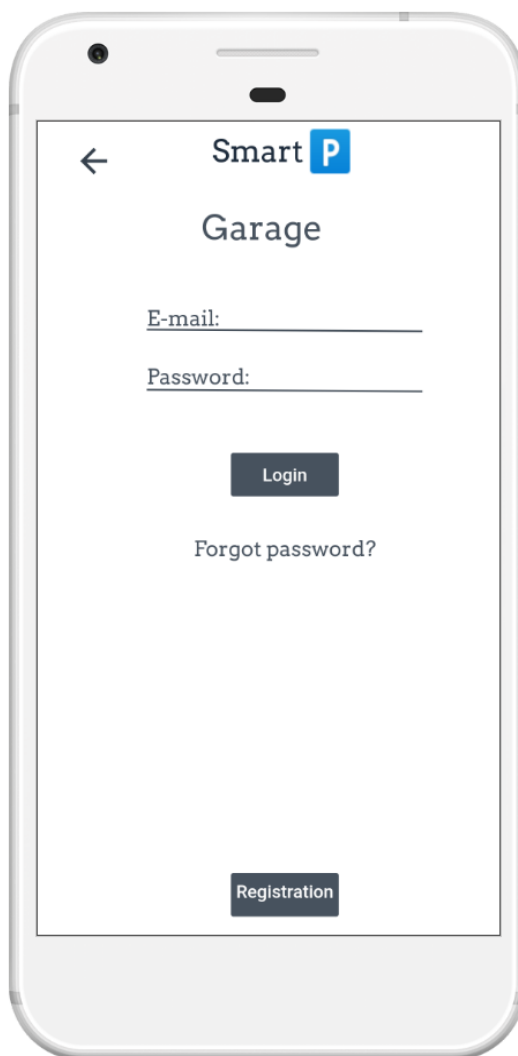 Smart P
Garage
E-mail:
Password:
Login
Forgot password?
Registration